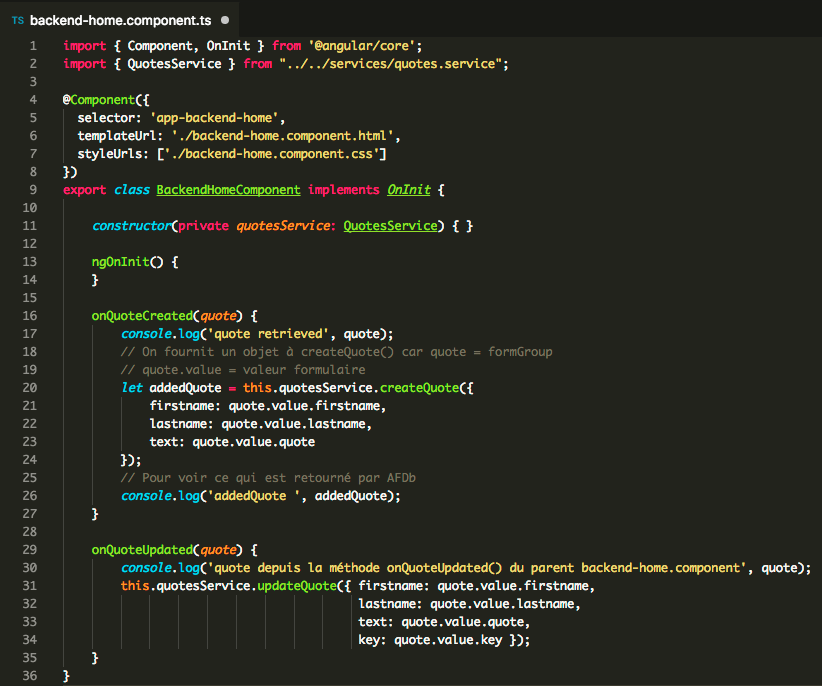 TS backend-home.component.ts
1 import { Component, OnInit } from '@angular/core';
2 import { QuotesService } from "../../services/quotes.service";
3
4 @Component({
5 selector: 'app-backend-home',
6 templateUrl: './backend-home.component.html',
7 styleUrls: ['./backend-home.component.css']
8 })
9 export class BackendHomeComponent implements OnInit {
10
11 constructor(private quotesService: QuotesService) { }
12
13 ngOnInit() {
14 }
15
16 onQuoteCreated(quote) {
17 console.log('quote retrieved', quote);
18 // On fournit un objet à createQuote() car quote = formGroup
19 // quote.value = valeur formulaire
20 let addedQuote = this.quotesService.createQuote({
21 firstname: quote.value.firstname,
22 lastname: quote.value.lastname,
23 text: quote.value.quote
24 });
25 // Pour voir ce qui est retourné par AFDb
26 console.log('addedQuote ', addedQuote);
27 }
28
29 onQuoteUpdated(quote) {
30 console.log('quote depuis la méthode onQuoteUpdated() du parent backend-home.component', quote);
31 this.quotesService.updateQuote({ firstname: quote.value.firstname,
32 lastname: quote.value.lastname,
33 text: quote.value.quote,
34 key: quote.value.key });
35 }
36 }